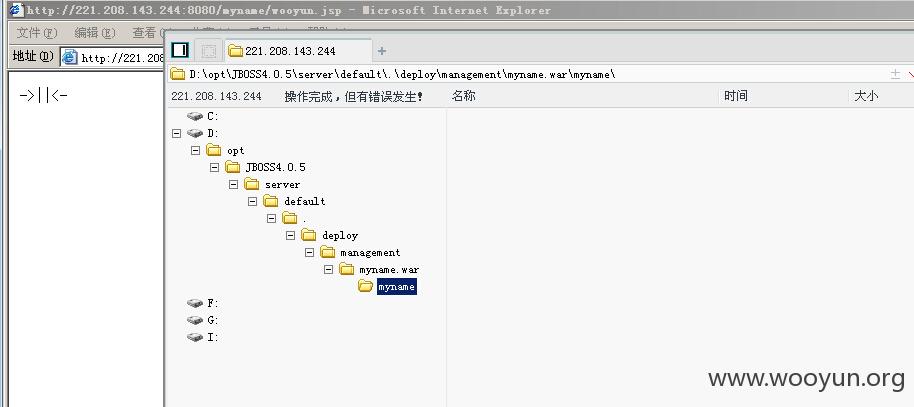 http://221.208.143.244:8080/myname/wooyun.jsp - Microsoft Internet Explorer
文件(F) 编辑(E) 查看
地址(D) http://221.208
221.208.143.244 +
D:\opt\JBOSS4.0.5\server\default\.\deploy\management\myname.war\myname\
221.208.143.244 操作完成，但有错误发生! 名称 时间 大小
->||<-
C:
D:
opt
JBOSS4.0.5
server
default
.
deploy
management
myname.war
myname
F:
G:
I:
www.wooyun.org